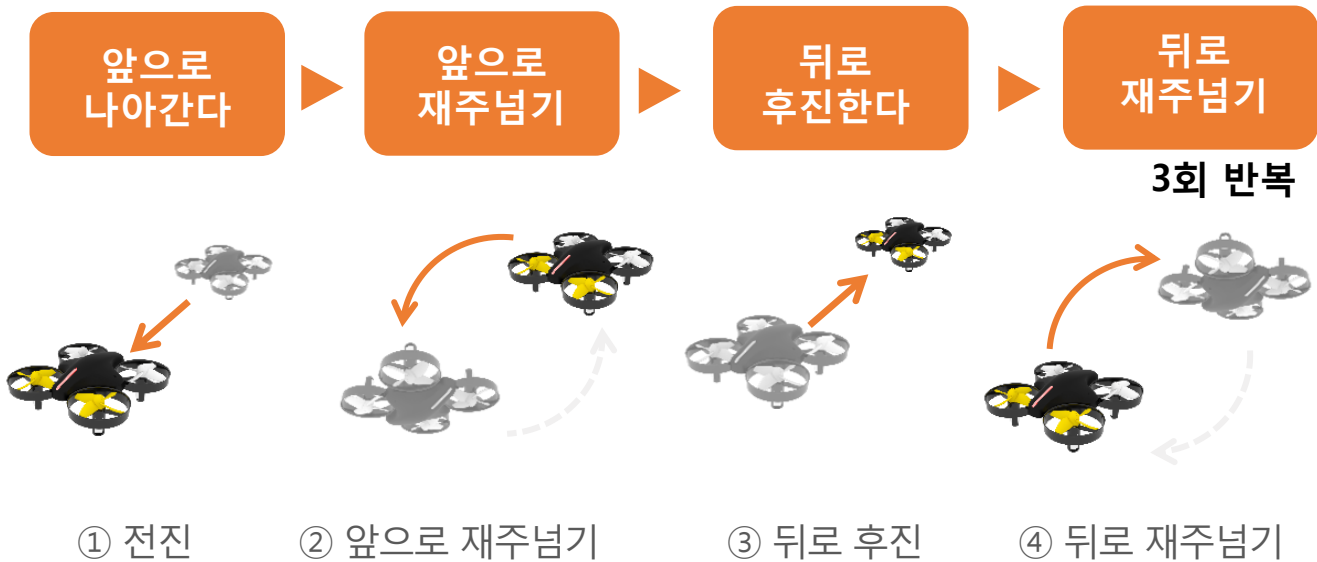 앞으로
나아간다
앞으로
재주넘기
뒤로
후진한다
뒤로
재주넘기
3회 반복
① 전진
② 앞으로 재주넘기
③ 뒤로 후진
④ 뒤로 재주넘기